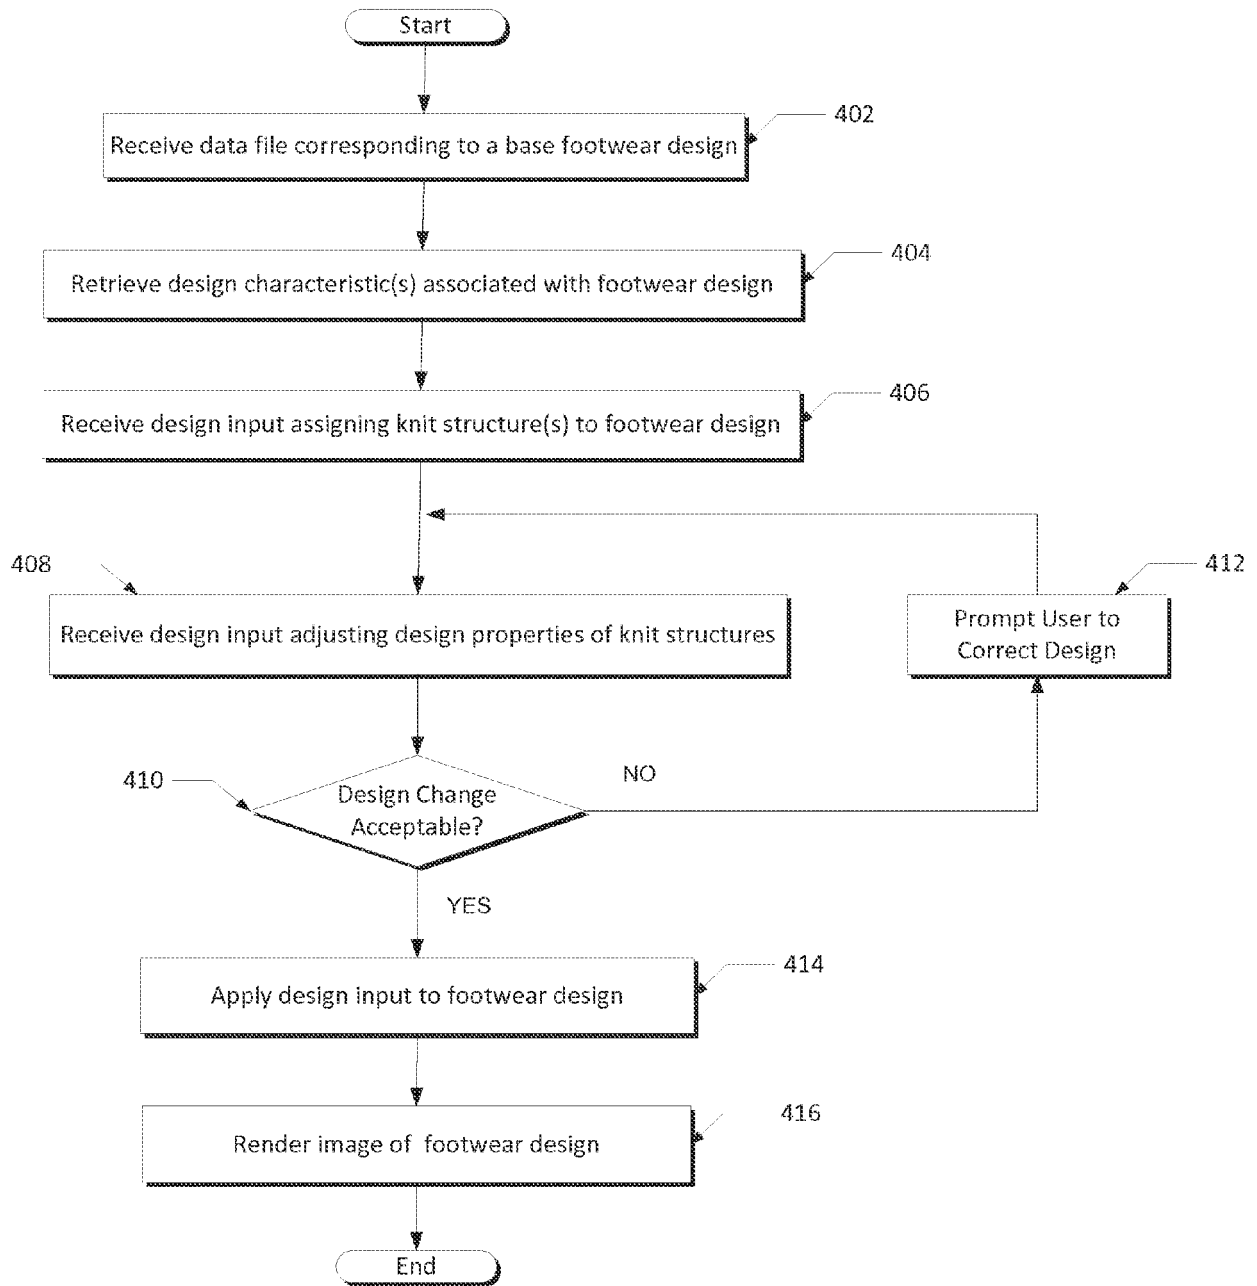 Start
402
Receive data file corresponding to a base footwear design
404
Retrieve design characteristic(s) associated with footwear design
406
Receive design input assigning knit structure(s) to footwear design
408
412
Receive design input adjusting design properties of knit structures
Prompt User to
Correct Design
410
NO
Design Change
Acceptable?
YES
414
Apply design input to footwear design
416
Render image of footwear design
End